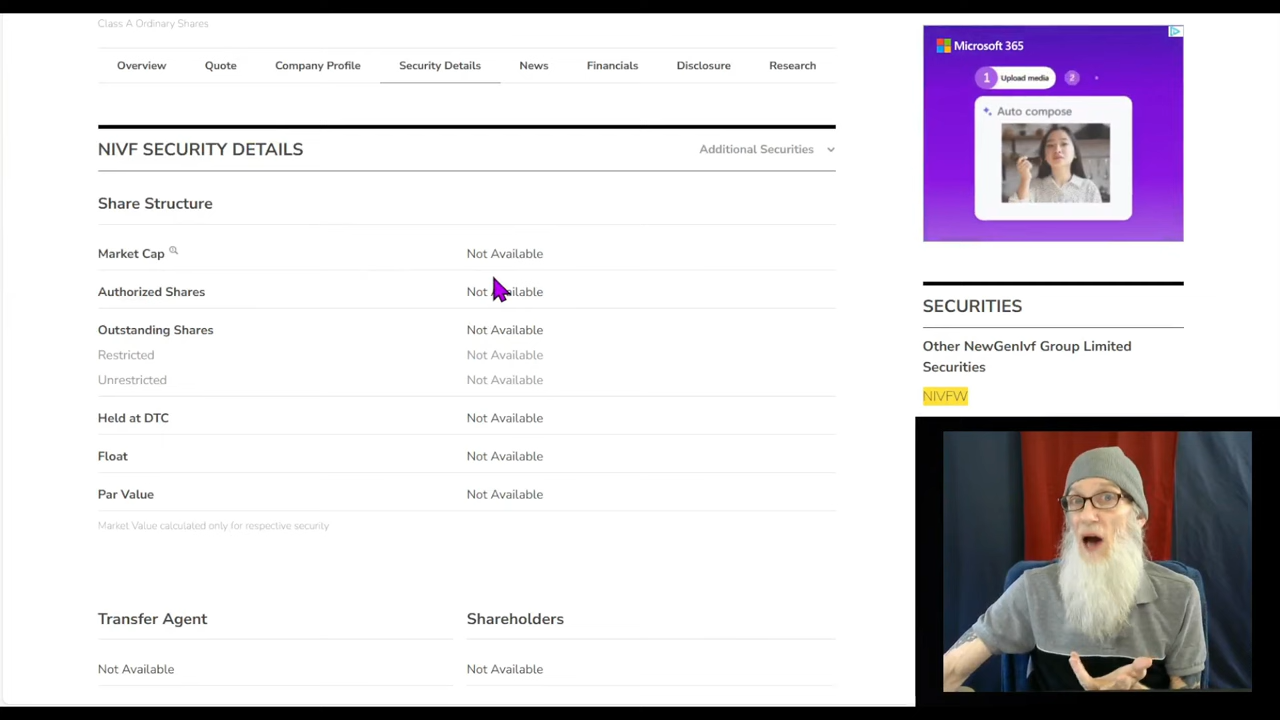 Class A Ordinary Shares
Overview Quote Company Profile Security Details News Financials Disclosure Research
NIVF SECURITY DETAILS
Additional Securities
Share Structure
Market Cap Not Available
Authorized Shares Not Available
Outstanding Shares Not Available
Restricted Not Available
Unrestricted Not Available
Held at DTC Not Available
Float Not Available
Par Value Not Available
Market Value calculated only for respective security
Transfer Agent
Not Available
Shareholders
Not Available
Microsoft 365
1 Upload media 2
Auto compose
SECURITIES
Other NewGenIvf Group Limited
Securities
NIVFW